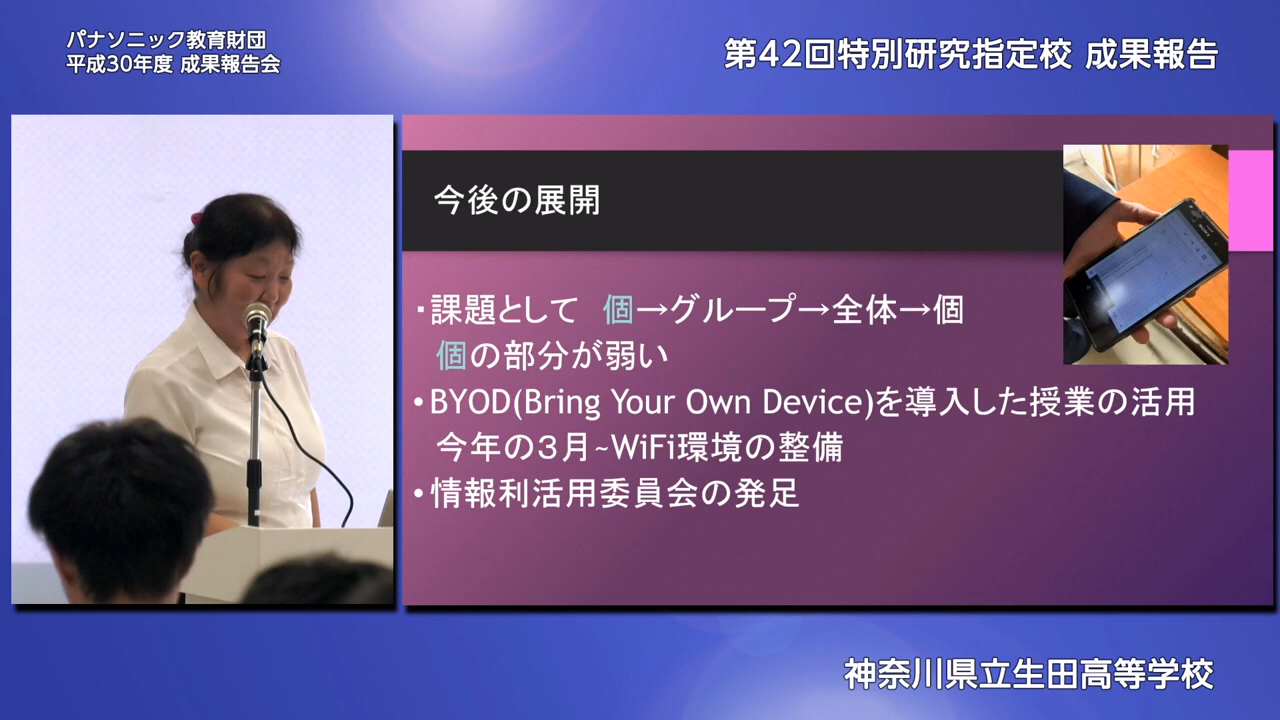 パナソニック教育財団
平成30年度 成果報告会
第42回特別研究指定校 成果報告
今後の展開
・課題として 個→グループ→全体→個
個の部分が弱い
•BYOD(Bring Your Own Device)を導入した授業の活用
今年の３月~WiFi環境の整備
•情報利活用委員会の発足
神奈川県立生田高等学校